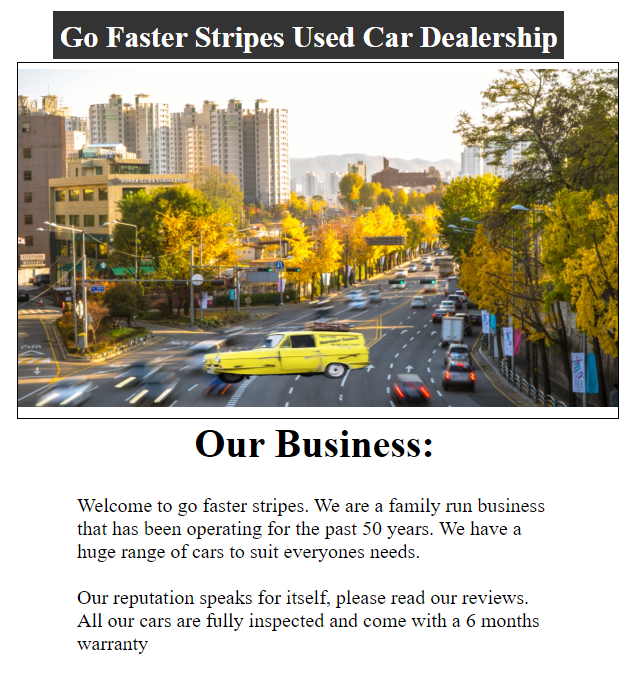 Go Faster Stripes Used Car Dealership
Our Business:
Welcome to go faster stripes. We are a family run business
that has been operating for the past 50 years. We have a
huge range of cars to suit everyones needs.
Our reputation speaks for itself, please read our reviews.
All our cars are fully inspected and come with a 6 months
warranty